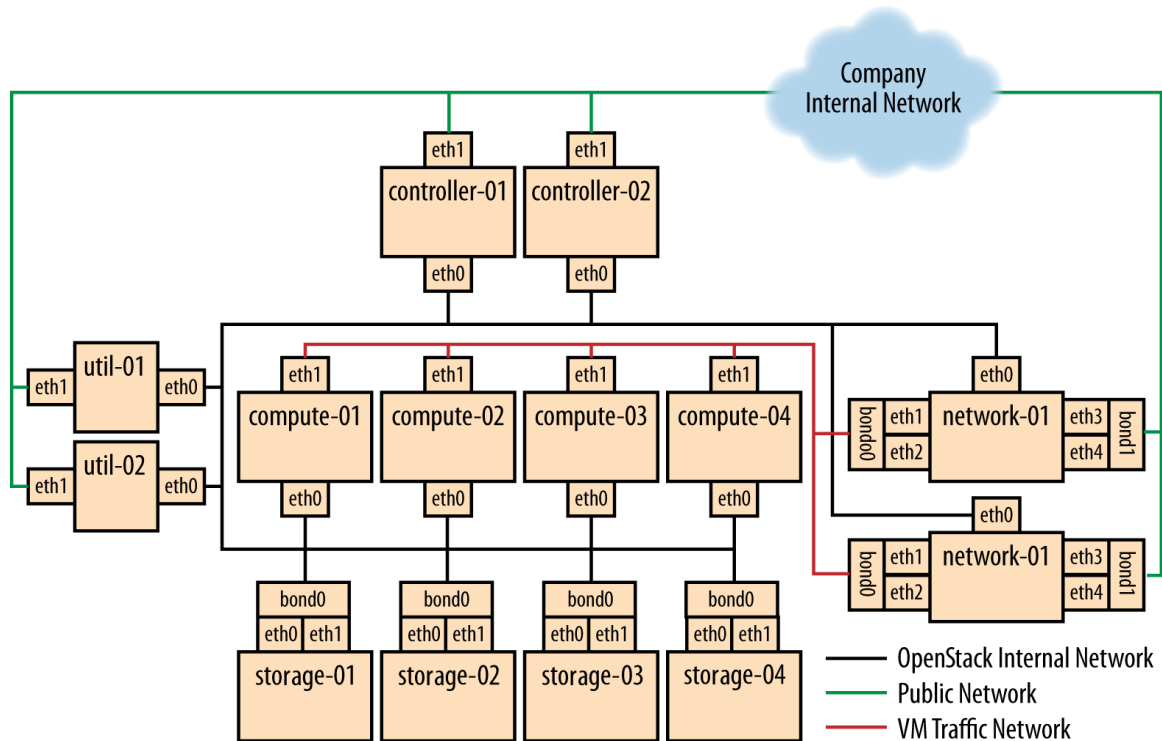 Company
Internal Network
eth1
eth1
controller-01
controller-02
eth0
eth0
util-01
eth1
eth0
util-02
eth1
eth0
eth1
eth1
eth1
eth1
compute-01
compute-02
compute-03
compute-04
eth0
eth0
eth0
eth0
eth0
bondo0
eth1
eth2
network-01
eth3
eth4
bond1
eth0
bond0
eth1
eth2
network-01
eth3
eth4
bond1
bond0
bond0
bond0
bond0
eth0
eth1
eth0
eth1
eth0
eth1
eth0
eth1
storage-01
storage-02
storage-03
storage-04
OpenStack Internal Network
Public Network
VM Traffic Network